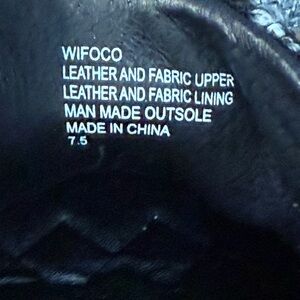 WIFOCO
LEATHER AND FABRIC UPPER
LEATHER AND FABRIC LINING
MAN MADE OUTSOLE
MADE IN CHINA
7.5